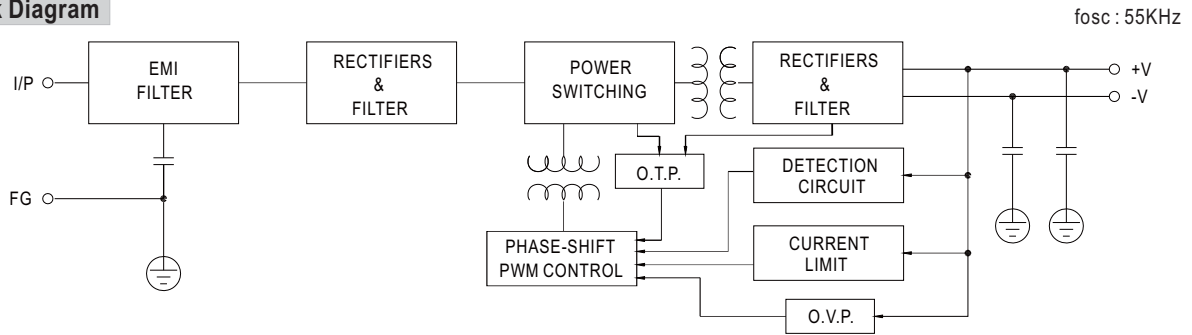 Diagram
fosc : 55KHz
I/P
EMI
FILTER
RECTIFIERS
&
FILTER
POWER
SWITCHING
RECTIFIERS
&
FILTER
+V
-V
O.T.P.
DETECTION
CIRCUIT
FG
PHASE-SHIFT
PWM CONTROL
CURRENT
LIMIT
O.V.P.